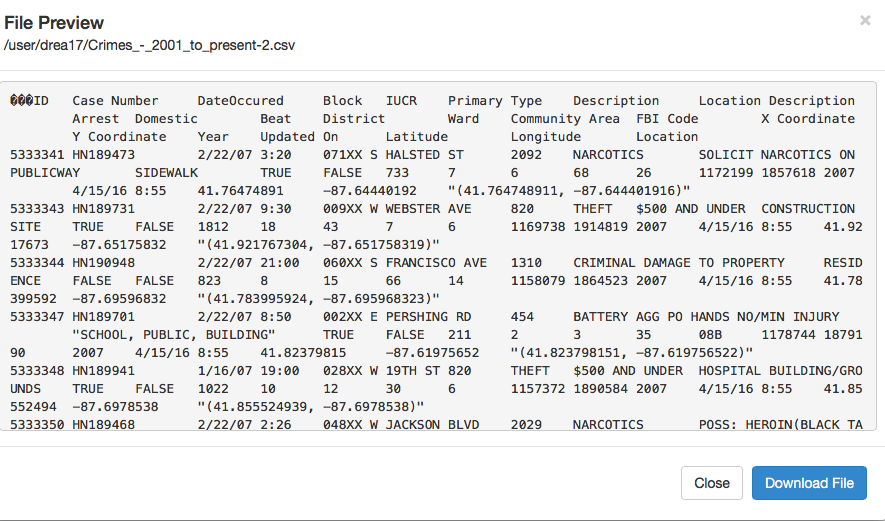 File Preview
×
/user/drea17/Crimes_-_2001_to_present-2.csv
���ID Case Number DateOccured Block IUCR Primary Type Description Location Description
Arrest Domestic Beat District Ward Community Area FBI Code X Coordinate
Y Coordinate Year Updated On Latitude Longitude Location
5333341 HN189473 2/22/07 3:20 071XX S HALSTED ST 2092 NARCOTICS SOLICIT NARCOTICS ON
PUBLICWAY SIDEWALK TRUE FALSE 733 7 6 68 26 1172199 1857618 2007
4/15/16 8:55 41.76474891 −87.64440192 "(41.764748911, −87.644401916)"
5333343 HN189731 2/22/07 9:30 009XX W WEBSTER AVE 820 THEFT $500 AND UNDER CONSTRUCTION
SITE TRUE FALSE 1812 18 43 7 6 1169738 1914819 2007 4/15/16 8:55 41.92
17673 −87.65175832 "(41.921767304, −87.651758319)"
5333344 HN190948 2/22/07 21:00 060XX S FRANCISCO AVE 1310 CRIMINAL DAMAGE TO PROPERTY RESID
ENCE FALSE FALSE 823 8 15 66 14 1158079 1864523 2007 4/15/16 8:55 41.78
399592 −87.69596832 "(41.783995924, −87.695968323)"
5333347 HN189701 2/22/07 8:50 002XX E PERSHING RD 454 BATTERY AGG PO HANDS NO/MIN INJURY
"SCHOOL, PUBLIC, BUILDING" TRUE FALSE 211 2 3 35 08B 1178744 18791
90 2007 4/15/16 8:55 41.82379815 −87.61975652 "(41.823798151, −87.619756522)"
5333348 HN189941 1/16/07 19:00 028XX W 19TH ST 820 THEFT $500 AND UNDER HOSPITAL BUILDING/GRO
UNDS TRUE FALSE 1022 10 12 30 6 1157372 1890584 2007 4/15/16 8:55 41.85
552494 −87.6978538 "(41.855524939, −87.6978538)"
5333350 HN189468 2/22/07 2:26 048XX W JACKSON BLVD 2029 NARCOTICS POSS: HEROIN(BLACK TA
Close Download File